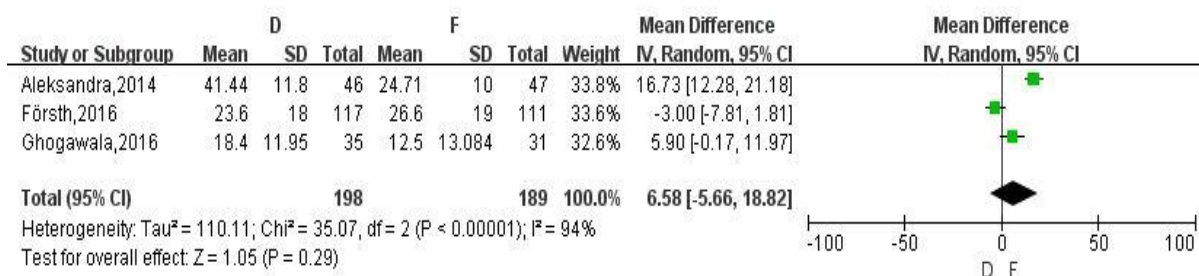 D F Mean Difference Mean Difference
Study or Subgroup Mean SD Total Mean SD Total Weight IV, Random, 95% CI IV, Random, 95% CI
Aleksandra,2014 41.44 11.8 46 24.71 10 47 33.8% 16.73 [12.28, 21.18]
Försth,2016 23.6 18 117 26.6 19 111 33.6% -3.00 [-7.81, 1.81]
Ghogawala,2016 18.4 11.95 35 12.5 13.084 31 32.6% 5.90 [-0.17, 11.97]
Total (95% CI) 198 189 100.0% 6.58 [-5.66, 18.82]
Heterogeneity: Tau² = 110.11; Chi² = 35.07, df = 2 (P < 0.00001); I² = 94%
Test for overall effect: Z = 1.05 (P = 0.29)
-100 -50 0 50 100
D F